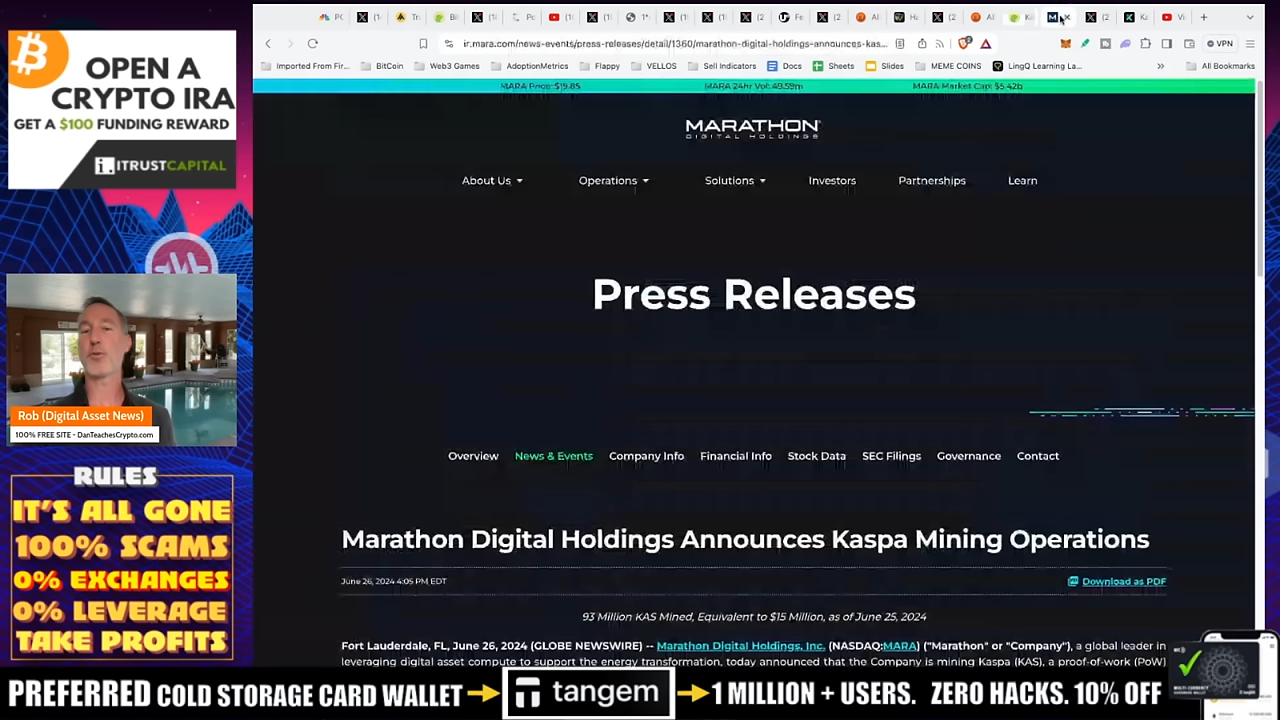 OPEN A
CRYPTO IRA
GET A $100 FUNDING REWARD
i.ITRUSTCAPITAL
Rob (Digital Asset News)
100% FREE SITE - DanTeachesCrypto.com
RULES
IT'S ALL GONE
100% SCAMS
0% EXCHANGES
0% LEVERAGE
TAKE PROFITS
ir.mara.com/news-events/press-releases/detail/1360/marathon-digital-holdings-announces-kas...
VPN
Imported From Fir...
BitCoin
Web3 Games
AdoptionMetrics
Flappy
VELLOS
Sell Indicators
Docs
Sheets
Slides
MEME COINS
LingQ Learning La...
All Bookmarks
MARA Price: $19.85
MARA 24hr Vol: 49.59m
MARA Market Cap: $5.42b
MARATHON
DIGITAL HOLDINGS
About Us
Operations
Solutions
Investors
Partnerships
Learn
Press Releases
Overview
News & Events
Company Info
Financial Info
Stock Data
SEC Filings
Governance
Contact
Marathon Digital Holdings Announces Kaspa Mining Operations
June 26, 2024 4:05 PM EDT
Download as PDF
93 Million KAS Mined, Equivalent to $15 Million, as of June 25, 2024
Fort Lauderdale, FL, June 26, 2024 (GLOBE NEWSWIRE) -- Marathon Digital Holdings, Inc. (NASDAQ:MARA) ("Marathon" or "Company"), a global leader in
leveraging digital asset compute to support the energy transformation, today announced that the Company is mining Kaspa (KAS), a proof-of-work (PoW)
PREFERRED COLD STORAGE CARD WALLET
tangem
1 MILLION + USERS. ZERO HACKS. 10% OFF